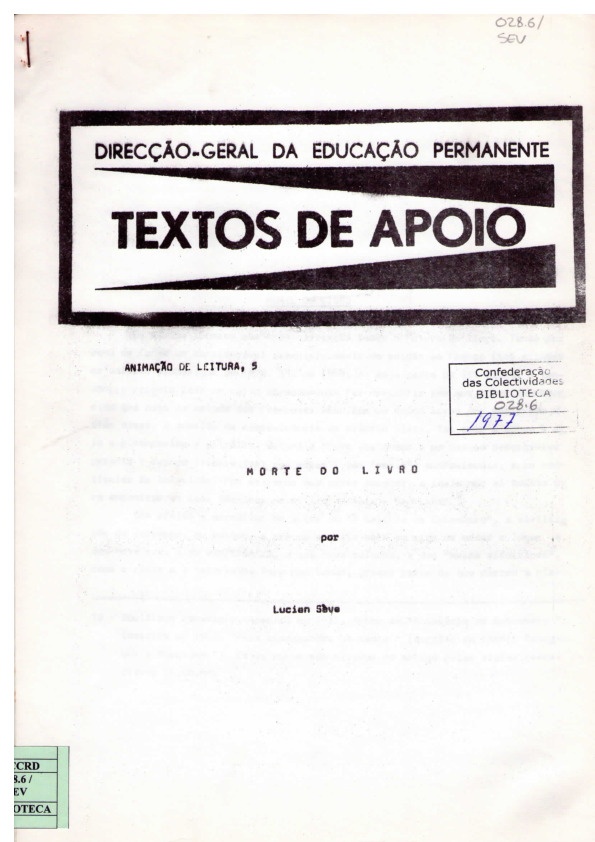 028.6/
SEV
DIRECÇÃO-GERAL DA EDUCAÇÃO PERMANENTE
TEXTOS DE APOIO
ANIMAÇÃO DE LEITURA, 5
Confederação
das Colectividades
BIBLIOTECA
028.6
1977
MORTE DO LIVRO
por
Lucien Sève
CCRD
8.6 /
EV
OTECA